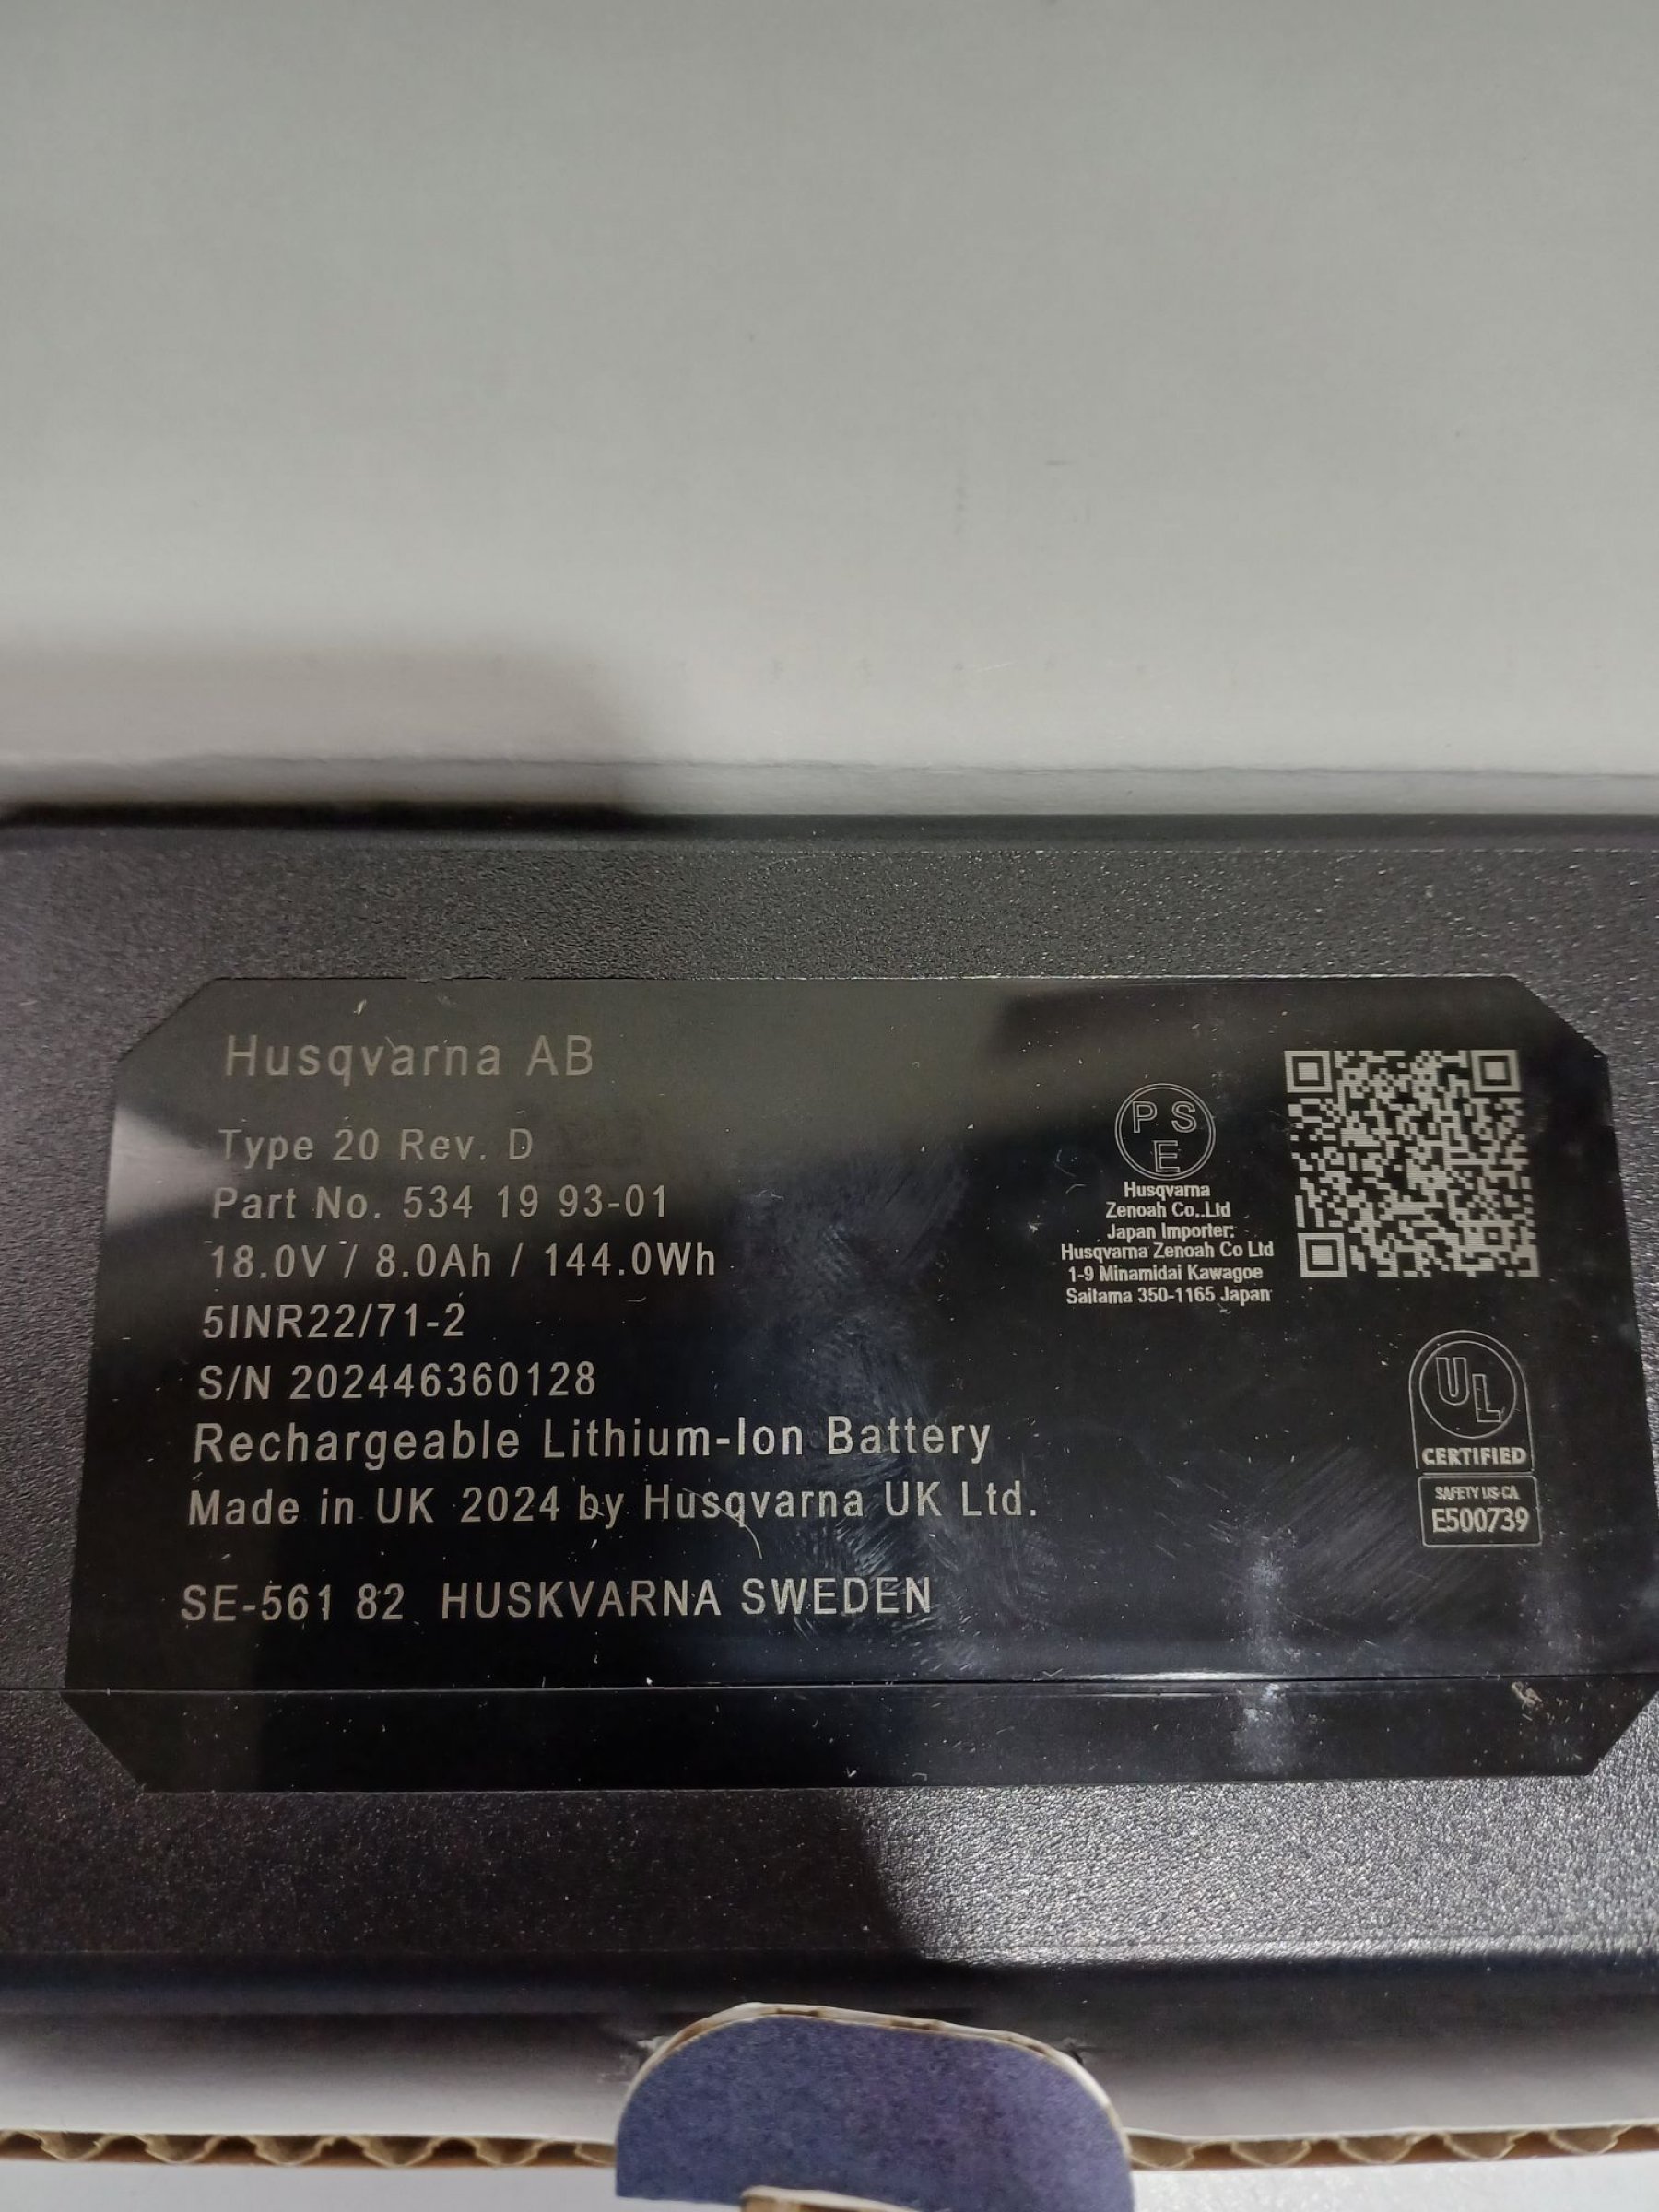 Husqvarna AB
Type 20 Rev. D
Part No. 534 19 93-01
18.0V / 8.0Ah / 144.0Wh
5INR22/71-2
S/N 202446360128
Rechargeable Lithium-Ion Battery
Made in UK 2024 by Husqvarna UK Ltd.
SE-561 82 HUSKVARNA SWEDEN
P S
E
Husqvarna
Zenoah Co..Ltd
Japan Importer:
Husqvarna Zenoah Co Ltd
1-9 Minamidai Kawagoe
Saitama 350-1165 Japan
UL
CERTIFIED
SAFETY US-CA
E500739